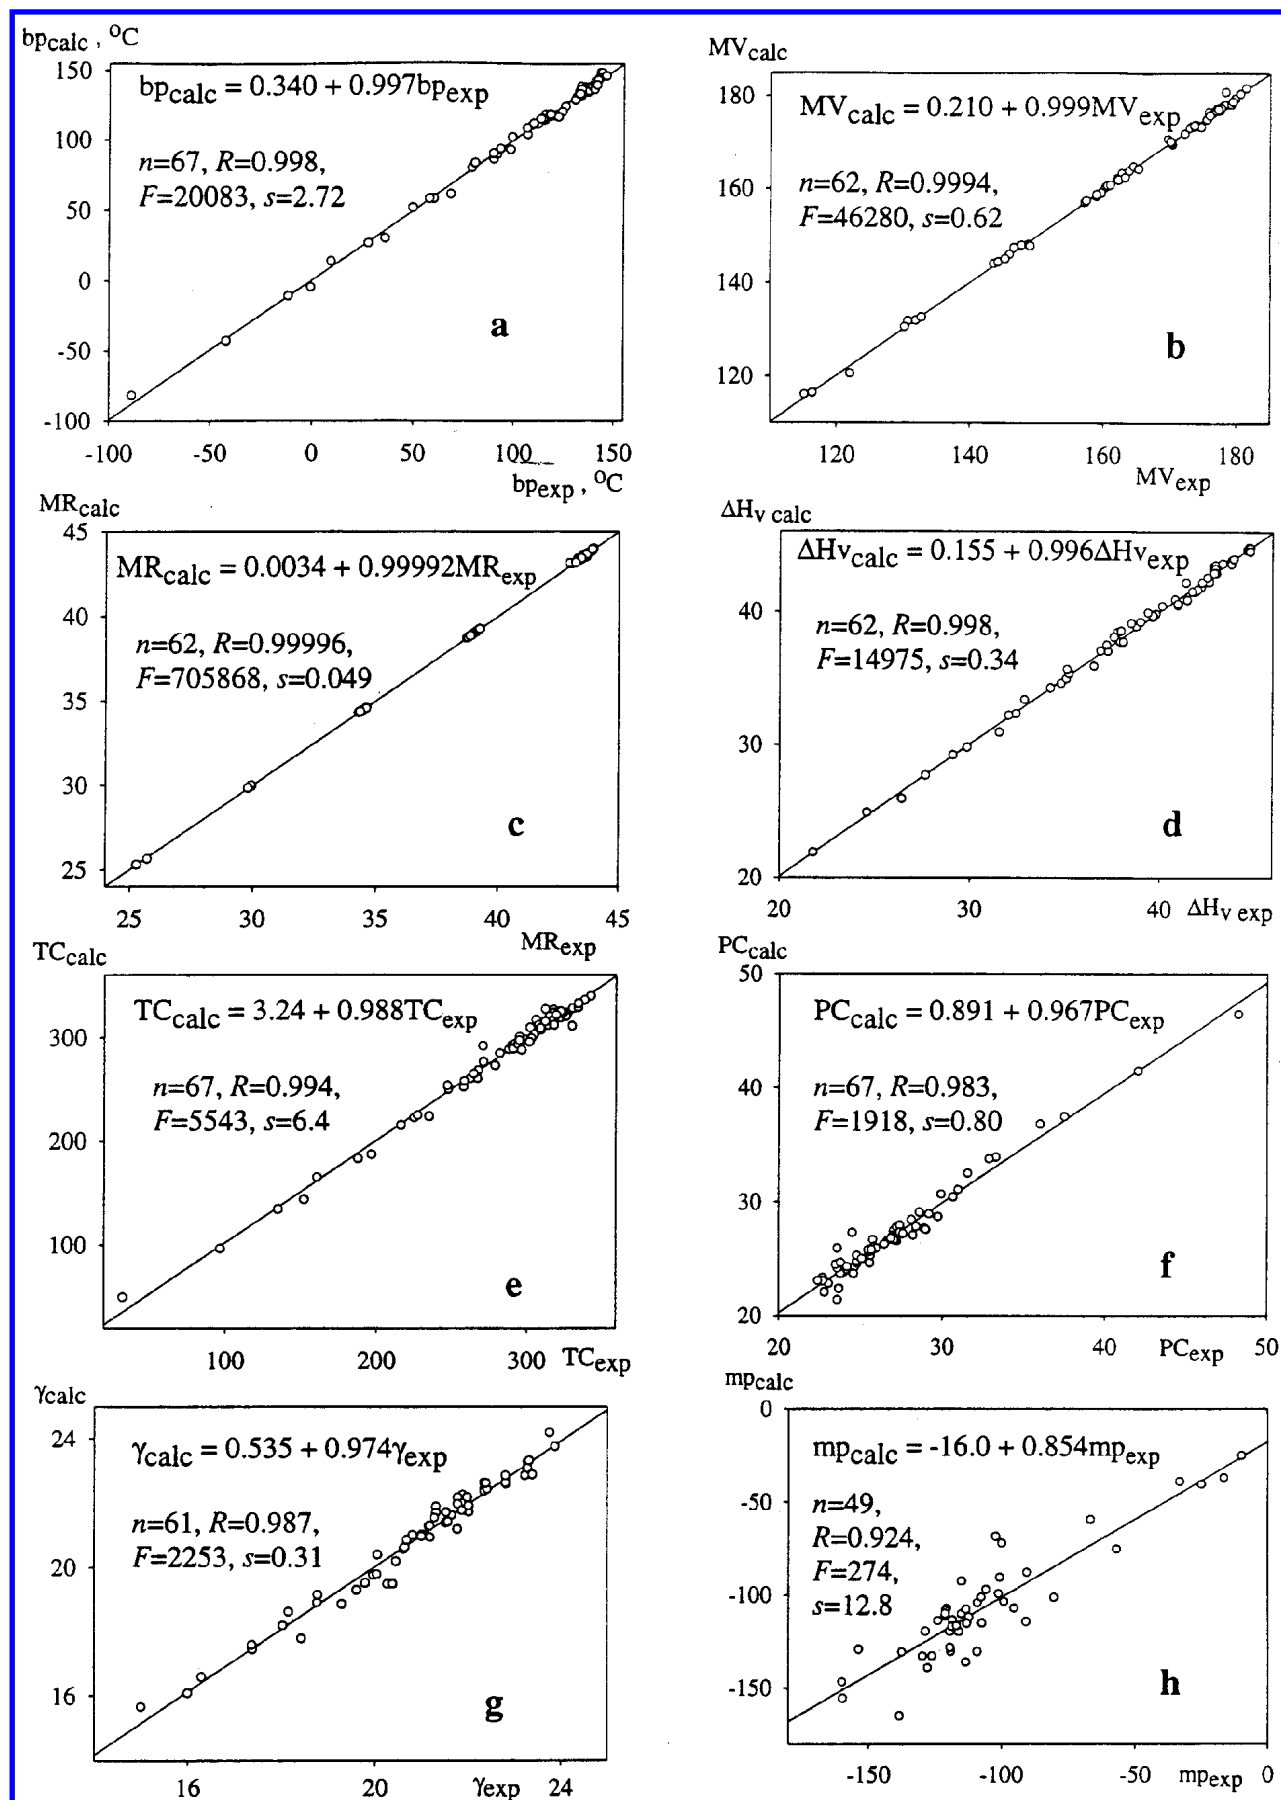 bpcalc , °C
bpcalc = 0.340 + 0.997bpexp
n=67, R=0.998,
F=20083, s=2.72
150
100
50
0
-50
-100
a
-100 -50 0 50 100 150
bpexp , °C
MVcalc
MVcalc = 0.210 + 0.999MVexp
n=62, R=0.9994,
F=46280, s=0.62
180
160
140
120
b
120 140 160 180
MVexp
MRcalc
MRcalc = 0.0034 + 0.99992MRexp
n=62, R=0.99996,
F=705868, s=0.049
45
40
35
30
25
c
25 30 35 40 45
MRexp
ΔHv calc
ΔHvcalc = 0.155 + 0.996ΔHvexp
n=62, R=0.998,
F=14975, s=0.34
40
30
20
d
20 30 40 ΔHv exp
TCcalc
TCcalc = 3.24 + 0.988TCexp
n=67, R=0.994,
F=5543, s=6.4
300
200
100
e
100 200 300 TCexp
PCcalc
PCcalc = 0.891 + 0.967PCexp
n=67, R=0.983,
F=1918, s=0.80
50
40
30
20
f
20 30 40 PCexp 50
γcalc
γcalc = 0.535 + 0.974γexp
n=61, R=0.987,
F=2253, s=0.31
24
20
16
g
16 20 γexp 24
mpcalc
mpcalc = -16.0 + 0.854mpexp
n=49,
R=0.924,
F=274,
s=12.8
0
-50
-100
-150
h
-150 -100 -50 mpexp 0